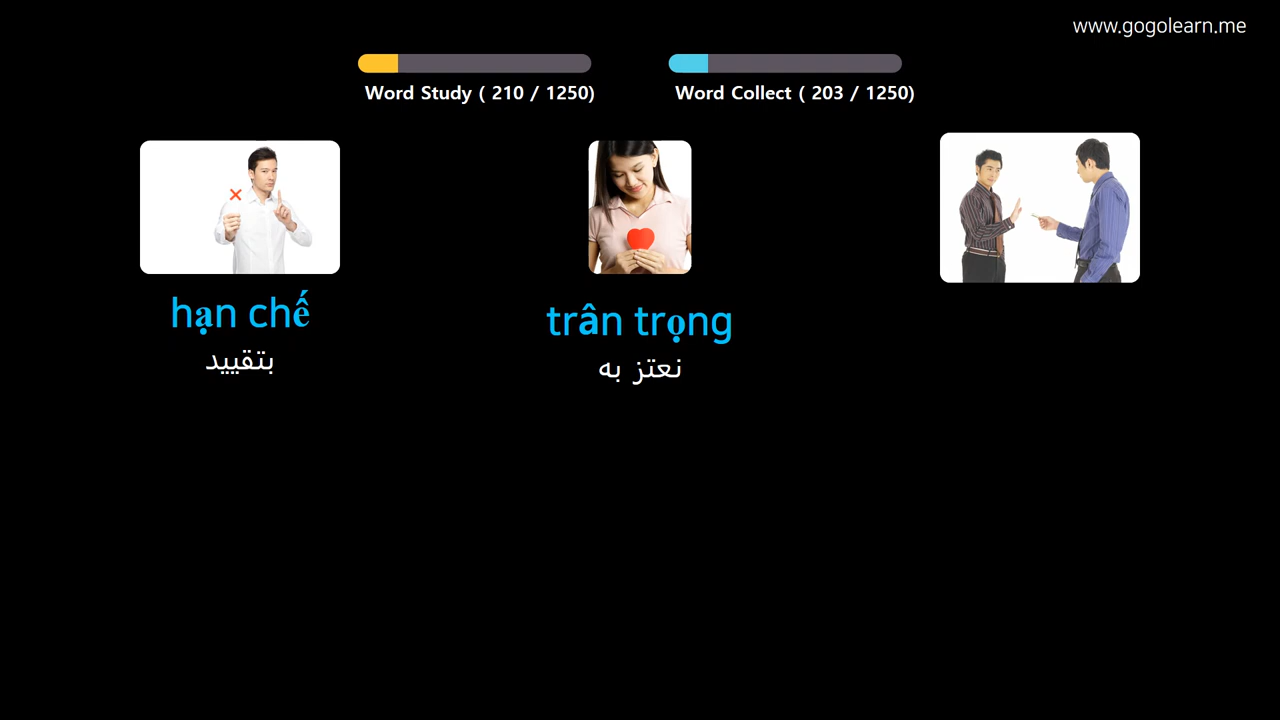 www.gogolearn.me
Word Study ( 210 / 1250)
Word Collect ( 203 / 1250)
hạn chế
بتقييد
trân trọng
نعتز به